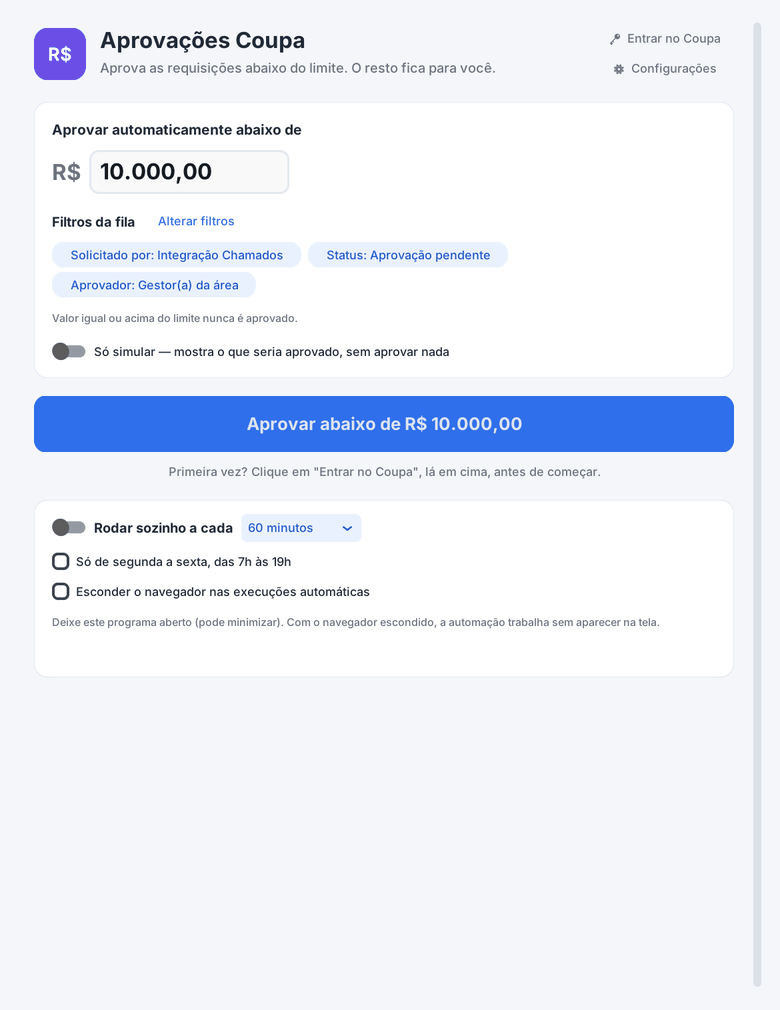 R$
Aprovações Coupa
Aprova as requisições abaixo do limite. O resto fica para você.
Entrar no Coupa
Configurações
Aprovar automaticamente abaixo de
R$ 10.000,00
Filtros da fila Alterar filtros
Solicitado por: Integração Chamados Status: Aprovação pendente
Aprovador: Gestor(a) da área
Valor igual ou acima do limite nunca é aprovado.
Só simular — mostra o que seria aprovado, sem aprovar nada
Aprovar abaixo de R$ 10.000,00
Primeira vez? Clique em "Entrar no Coupa", lá em cima, antes de começar.
Rodar sozinho a cada 60 minutos
Só de segunda a sexta, das 7h às 19h
Esconder o navegador nas execuções automáticas
Deixe este programa aberto (pode minimizar). Com o navegador escondido, a automação trabalha sem aparecer na tela.